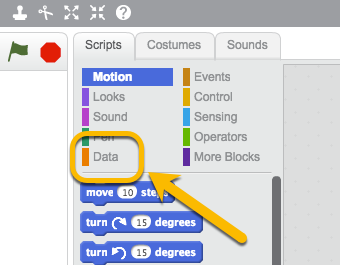 Scripts Costumes Sounds
Motion Events
Looks Control
Sound Sensing
Pen Operators
Data More Blocks
move 10 steps
turn 15 degrees
turn 15 degrees